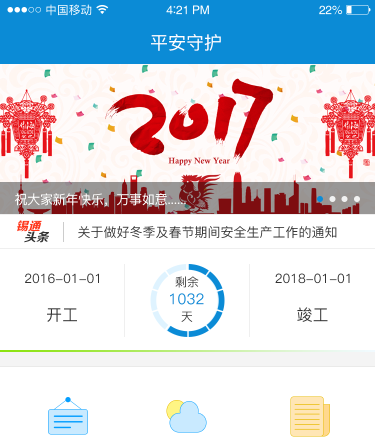 中国移动 4:21 PM 22%
平安守护
2017
Happy New Year
祝大家新年快乐，万事如意......
锡通
头条
关于做好冬季及春节期间安全生产工作的通知
2016-01-01
开工
剩余
1032
天
2018-01-01
竣工